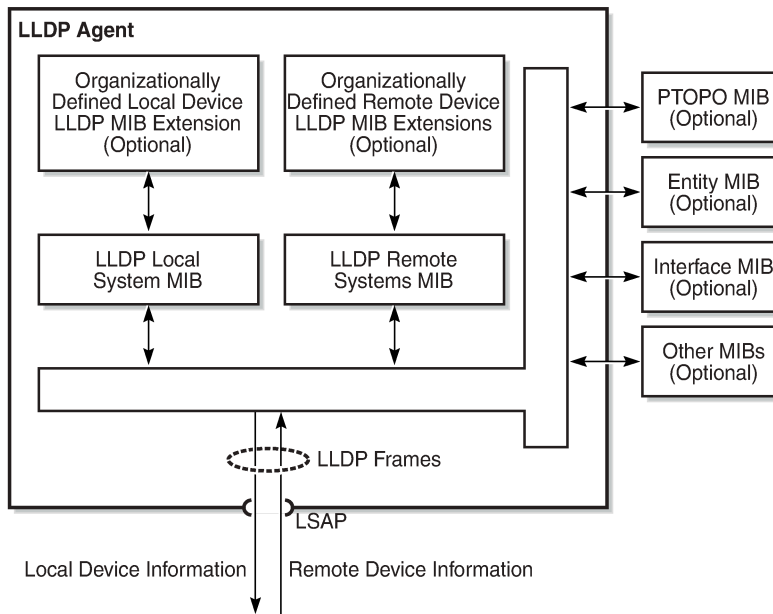 LLDP Agent
Organizationally
Defined Local Device
LLDP MIB Extension
(Optional)
Organizationally
Defined Remote Device
LLDP MIB Extensions
(Optional)
PTOPO MIB
(Optional)
Entity MIB
(Optional)
LLDP Local
System MIB
LLDP Remote
Systems MIB
Interface MIB
(Optional)
Other MIBs
(Optional)
LLDP Frames
LSAP
Local Device Information
Remote Device Information